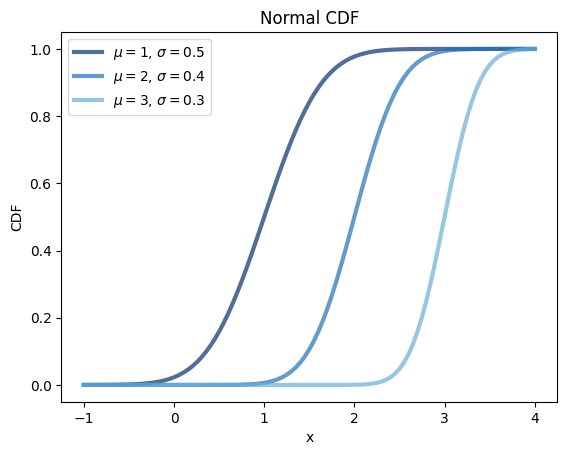 Normal CDF
μ = 1, σ = 0.5
μ = 2, σ = 0.4
μ = 3, σ = 0.3
CDF
1.0
0.8
0.6
0.4
0.2
0.0
−1 0 1 2 3 4
x